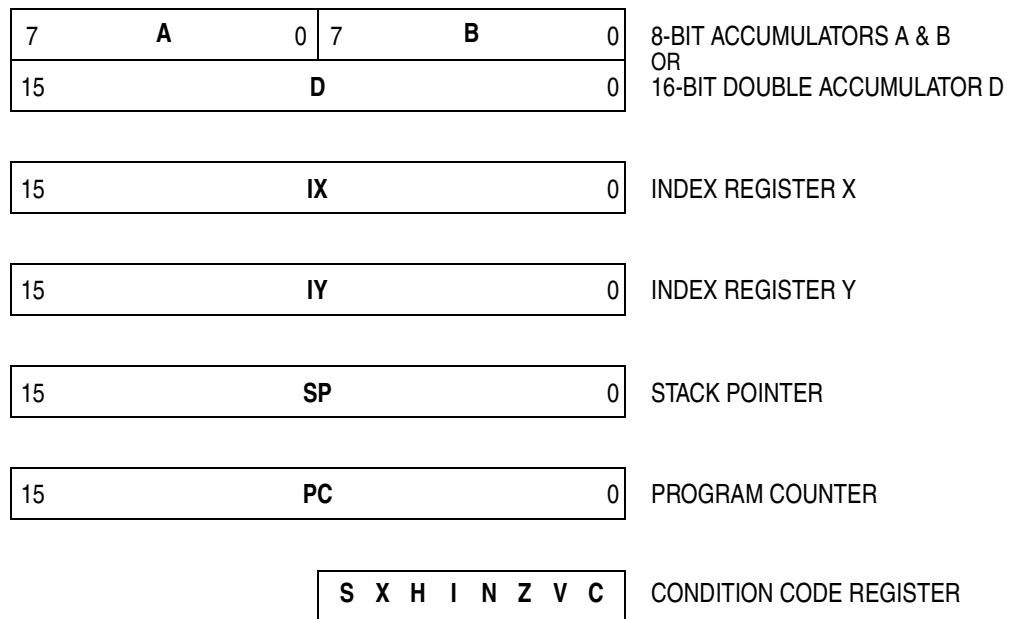 7 A 0 7 B 0 8-BIT ACCUMULATORS A & B
OR
15 D 0 16-BIT DOUBLE ACCUMULATOR D
15 IX 0 INDEX REGISTER X
15 IY 0 INDEX REGISTER Y
15 SP 0 STACK POINTER
15 PC 0 PROGRAM COUNTER
S X H I N Z V C CONDITION CODE REGISTER